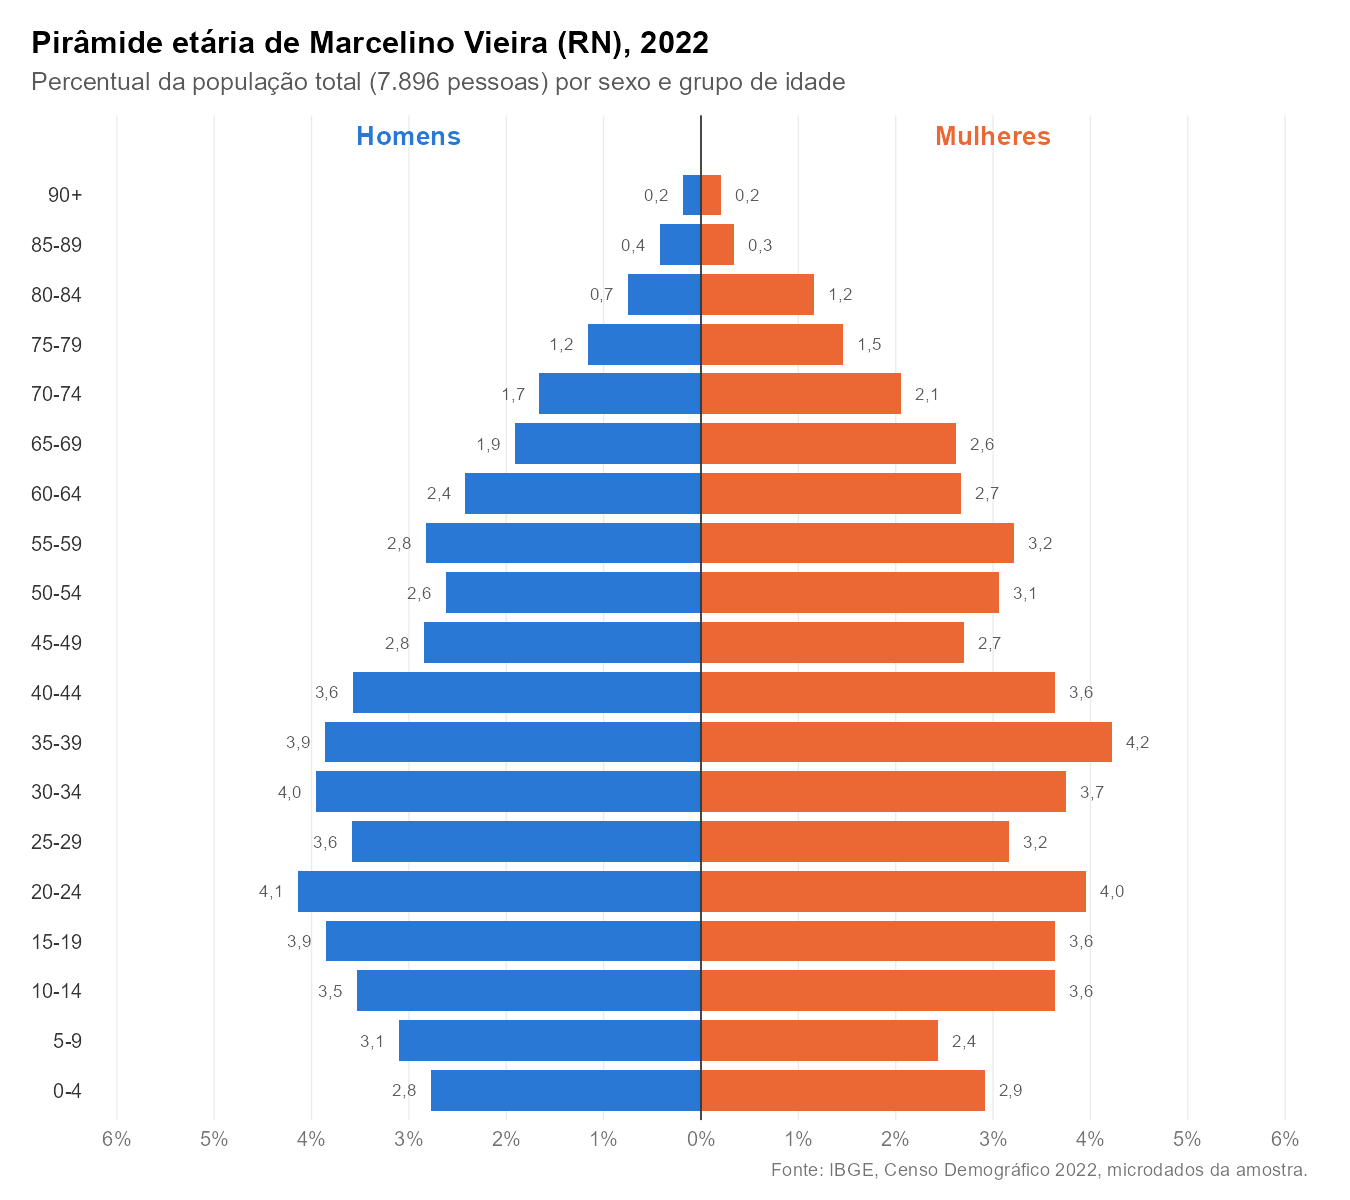 Pirâmide etária de Marcelino Vieira (RN), 2022
Percentual da população total (7.896 pessoas) por sexo e grupo de idade
Homens Mulheres
90+ 0,2 0,2
85-89 0,4 0,3
80-84 0,7 1,2
75-79 1,2 1,5
70-74 1,7 2,1
65-69 1,9 2,6
60-64 2,4 2,7
55-59 2,8 3,2
50-54 2,6 3,1
45-49 2,8 2,7
40-44 3,6 3,6
35-39 3,9 4,2
30-34 4,0 3,7
25-29 3,6 3,2
20-24 4,1 4,0
15-19 3,9 3,6
10-14 3,5 3,6
5-9 3,1 2,4
0-4 2,8 2,9
6% 5% 4% 3% 2% 1% 0% 1% 2% 3% 4% 5% 6%
Fonte: IBGE, Censo Demográfico 2022, microdados da amostra.